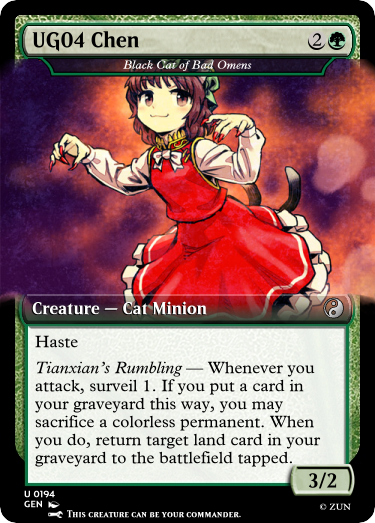 UG04 Chen 2
Black Cat of Bad Omens
Creature — Cat Minion
Haste
Tianxian's Rumbling — Whenever you
attack, surveil 1. If you put a card in
your graveyard this way, you may
sacrifice a colorless permanent. When
you do, return target land card in your
graveyard to the battlefield tapped.
3/2
U 0194
GEN
THIS CREATURE CAN BE YOUR COMMANDER.
© ZUN